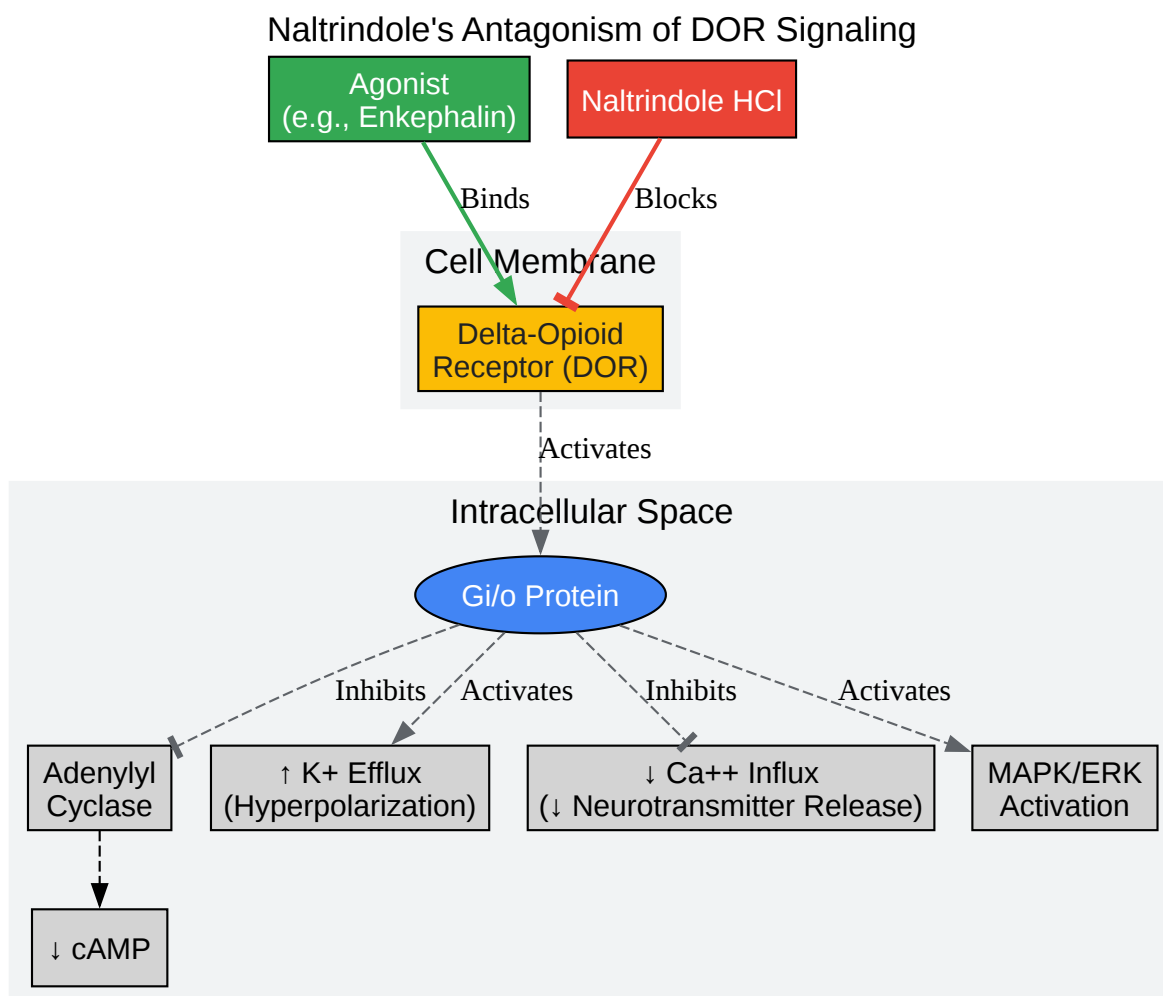 Naltrindole's Antagonism of DOR Signaling
Agonist
(e.g., Enkephalin)
Naltrindole HCl
Binds
Blocks
Cell Membrane
Delta-Opioid
Receptor (DOR)
Activates
Intracellular Space
Gi/o Protein
Inhibits
Activates
Inhibits
Activates
Adenylyl
Cyclase
↑ K+ Efflux
(Hyperpolarization)
↓ Ca++ Influx
(↓ Neurotransmitter Release)
MAPK/ERK
Activation
↓ cAMP